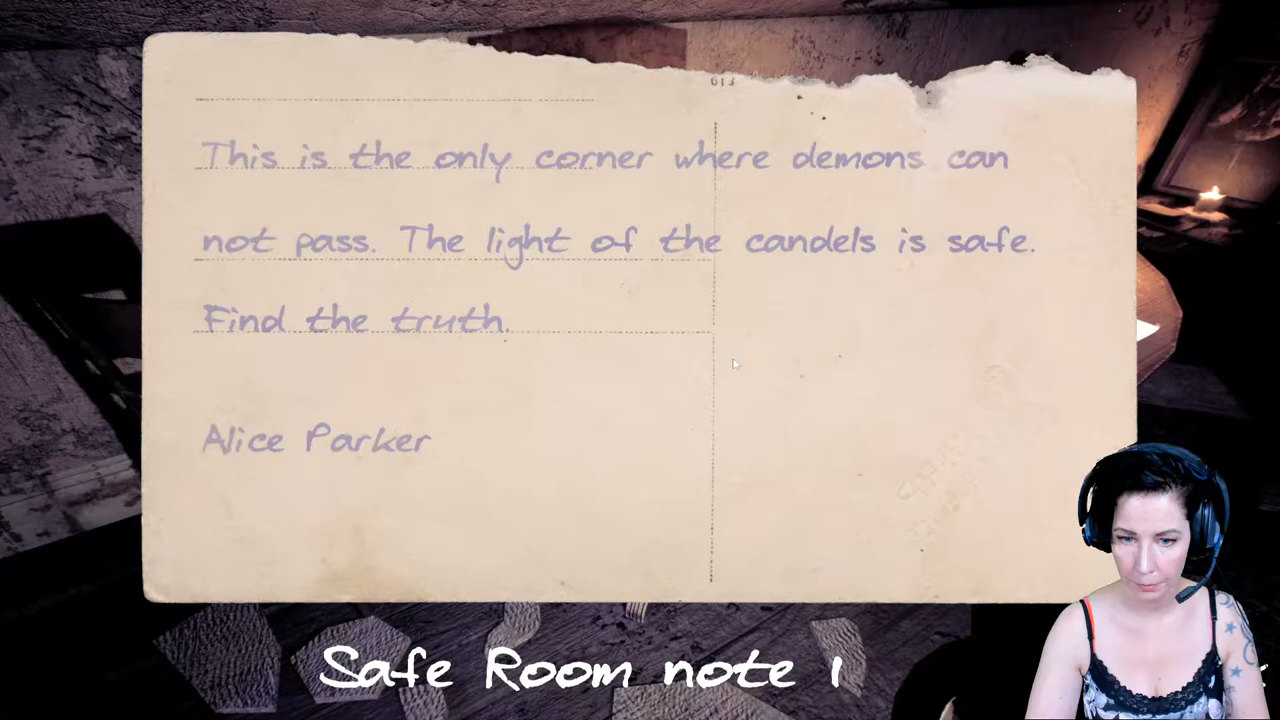 This is the only corner where demons can
not pass. The light of the candels is safe.
Find the truth.
Alice Parker
Safe Room note 1